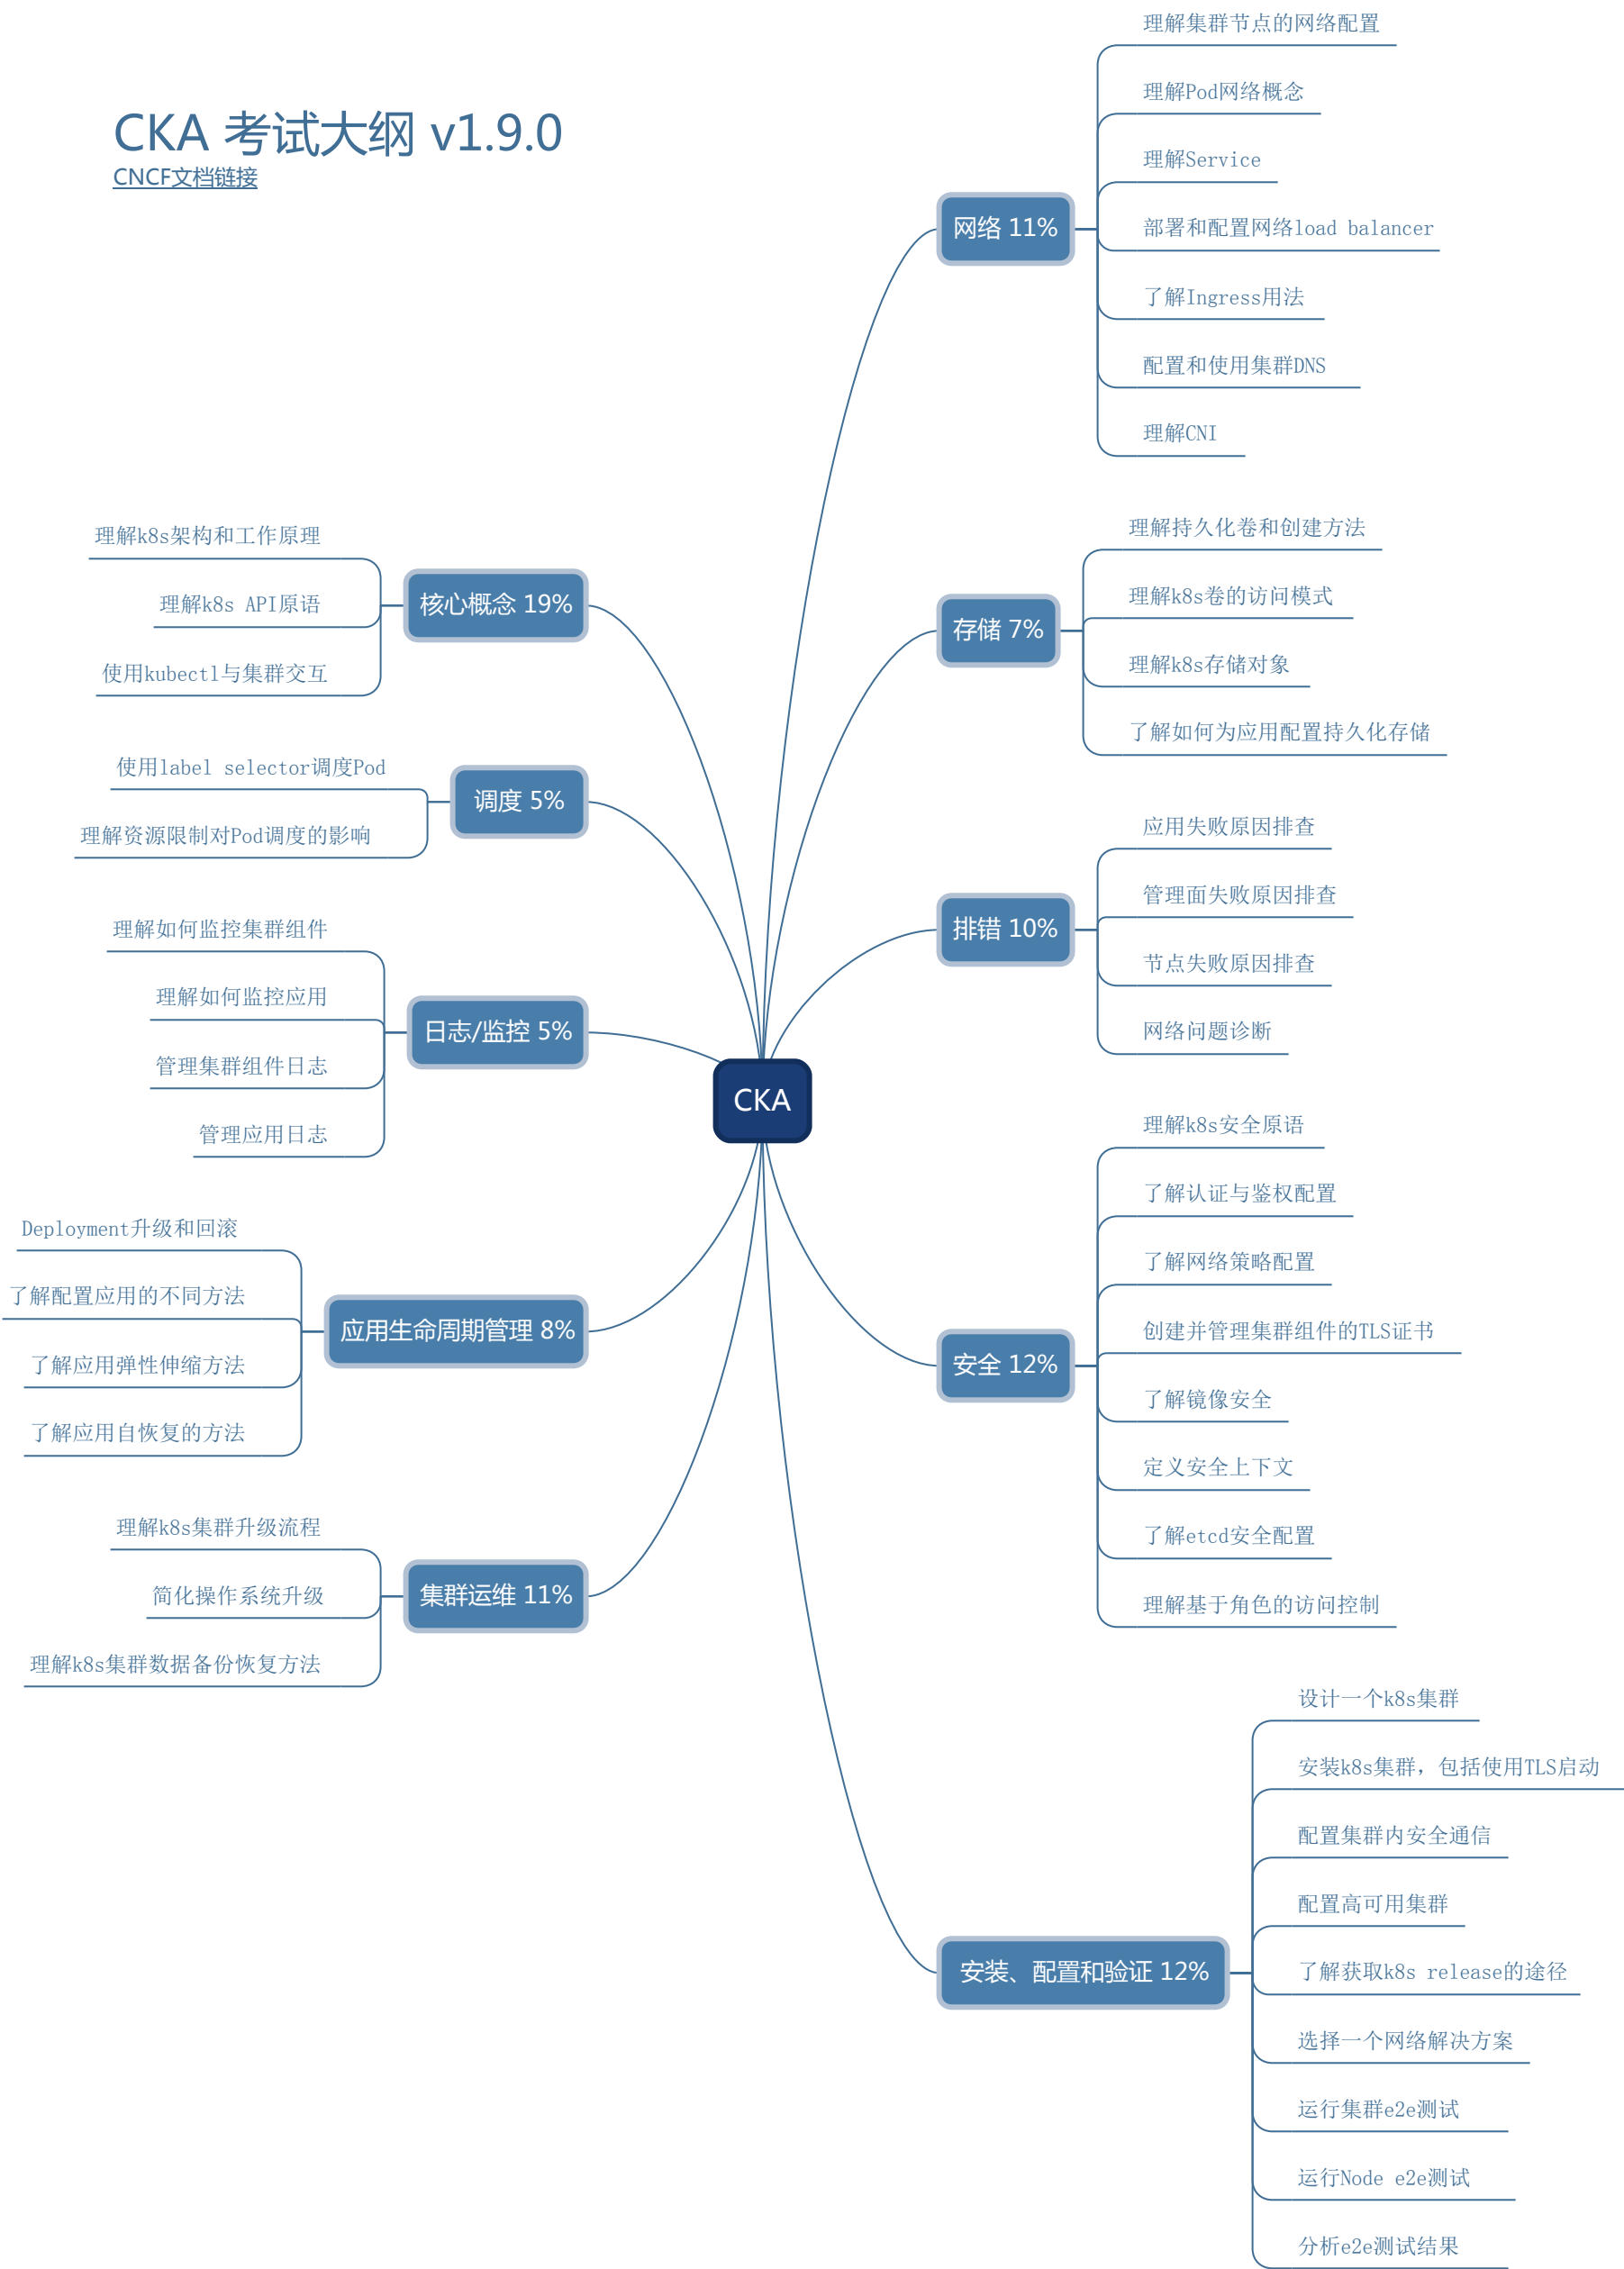 CKA 考试大纲 v1.9.0
CNCF文档链接
CKA
核心概念 19%
理解k8s架构和工作原理
理解k8s API原语
使用kubectl与集群交互
调度 5%
使用label selector调度Pod
理解资源限制对Pod调度的影响
日志/监控 5%
理解如何监控集群组件
理解如何监控应用
管理集群组件日志
管理应用日志
应用生命周期管理 8%
Deployment升级和回滚
了解配置应用的不同方法
了解应用弹性伸缩方法
了解应用自恢复的方法
集群运维 11%
理解k8s集群升级流程
简化操作系统升级
理解k8s集群数据备份恢复方法
网络 11%
理解集群节点的网络配置
理解Pod网络概念
理解Service
部署和配置网络load balancer
了解Ingress用法
配置和使用集群DNS
理解CNI
存储 7%
理解持久化卷和创建方法
理解k8s卷的访问模式
理解k8s存储对象
了解如何为应用配置持久化存储
排错 10%
应用失败原因排查
管理面失败原因排查
节点失败原因排查
网络问题诊断
安全 12%
理解k8s安全原语
了解认证与鉴权配置
了解网络策略配置
创建并管理集群组件的TLS证书
了解镜像安全
定义安全上下文
了解etcd安全配置
理解基于角色的访问控制
安装、配置和验证 12%
设计一个k8s集群
安装k8s集群，包括使用TLS启动
配置集群内安全通信
配置高可用集群
了解获取k8s release的途径
选择一个网络解决方案
运行集群e2e测试
运行Node e2e测试
分析e2e测试结果